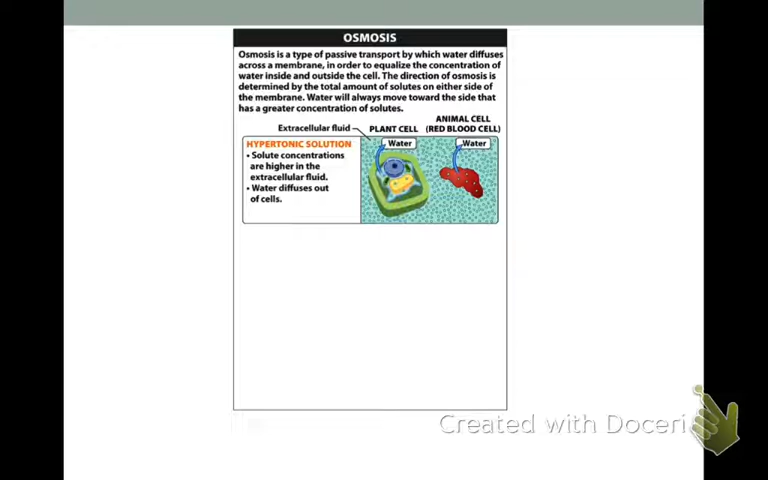 OSMOSIS
Osmosis is a type of passive transport by which water diffuses
across a membrane, in order to equalize the concentration of
water inside and outside the cell. The direction of osmosis is
determined by the total amount of solutes on either side of
the membrane. Water will always move toward the side that
has a greater concentration of solutes.
Extracellular fluid
PLANT CELL
ANIMAL CELL
(RED BLOOD CELL)
HYPERTONIC SOLUTION
• Solute concentrations
are higher in the
extracellular fluid.
• Water diffuses out
of cells.
Water
Water
Created with Doceri